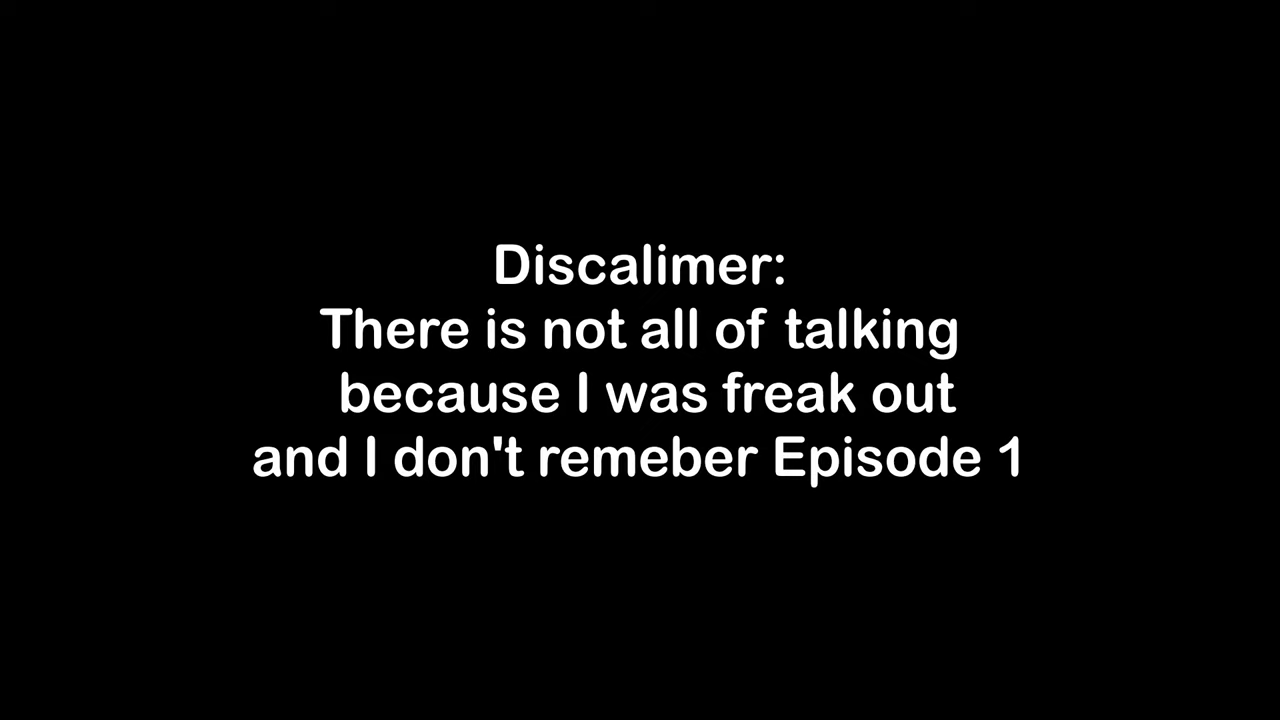 Discalimer:
There is not all of talking
because I was freak out
and I don't remeber Episode 1